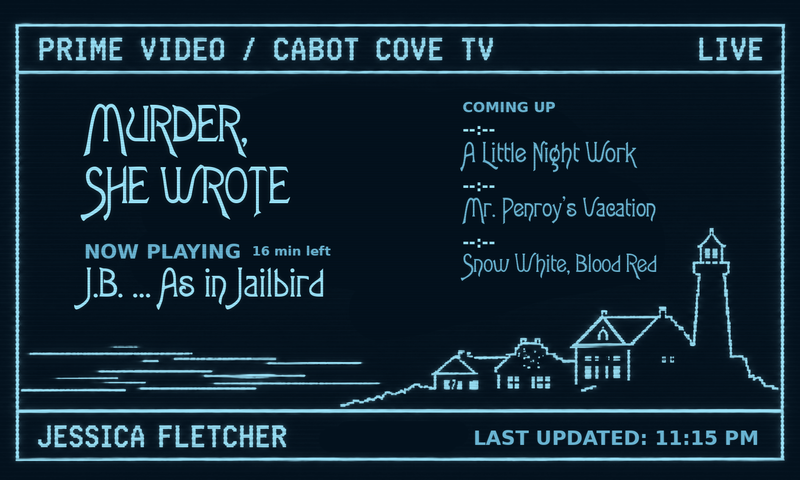 PRIME VIDEO / CABOT COVE TV
LIVE
MURDER,
SHE WROTE
NOW PLAYING 16 min left
J.B. ... As in Jailbird
COMING UP
--:--
A Little Night Work
--:--
Mr. Penroy's Vacation
--:--
Snow White, Blood Red
JESSICA FLETCHER
LAST UPDATED: 11:15 PM